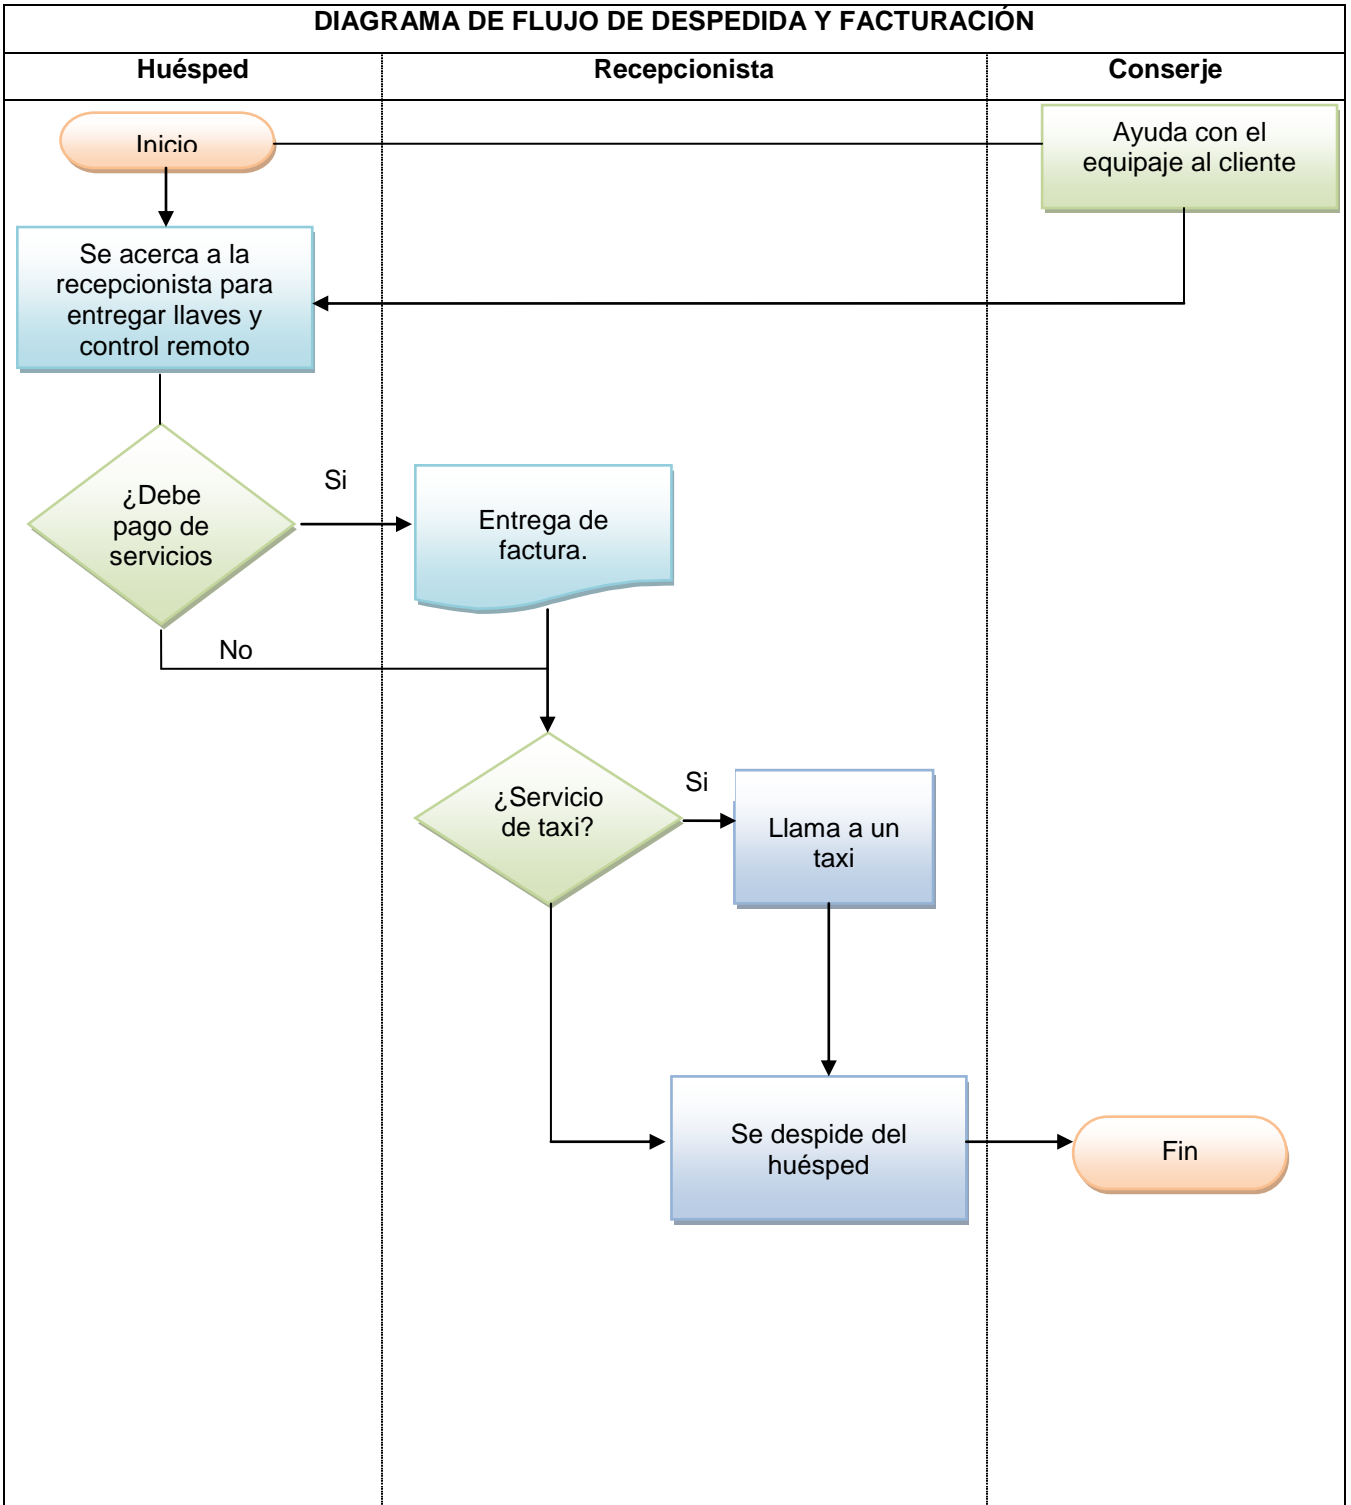 DIAGRAMA DE FLUJO DE DESPEDIDA Y FACTURACIÓN
Huésped
Recepcionista
Conserje
Inicio
Ayuda con el
equipaje al cliente
Se acerca a la
recepcionista para
entregar llaves y
control remoto
¿Debe
pago de
servicios
Si
Entrega de
factura.
No
¿Servicio
de taxi?
Si
Llama a un
taxi
Se despide del
huésped
Fin